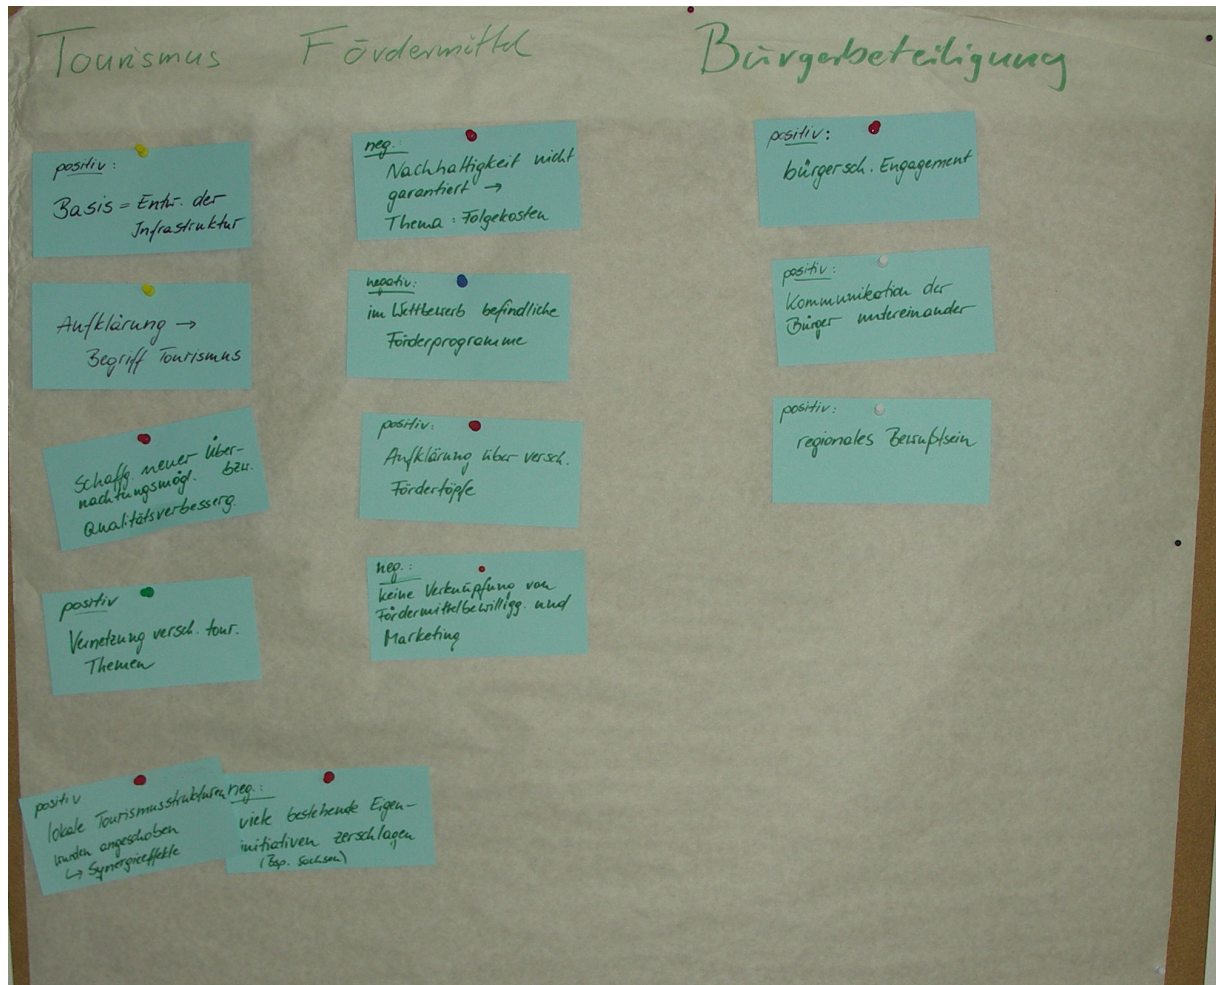 Tourismus
Fördermittel
Bürgerbeteiligung
positiv:
Basis = Entw. der
Infrastruktur
Aufklärung →
Begriff Tourismus
Schaffg. neuer Über-
nachtungsmögl. bzw.
Qualitätsverbesserg.
positiv
Vernetzung versch. tour.
Themen
positiv
lokale Tourismusstrukturen
wurden angeschoben
↳ Synergieeffekte
neg.:
viele bestehende Eigen-
initiativen zerschlagen
(Bsp. Sachsen)
neg.:
Nachhaltigkeit nicht
garantiert →
Thema: Folgekosten
negativ:
im Wettbewerb befindliche
Förderprogramme
positiv:
Aufklärung über versch.
Fördertöpfe
neg.:
keine Verknüpfung von
Fördermittelbewilligg. und
Marketing
positiv:
bürgersch. Engagement
positiv:
Kommunikation der
Bürger untereinander
positiv:
regionales Bewußtsein